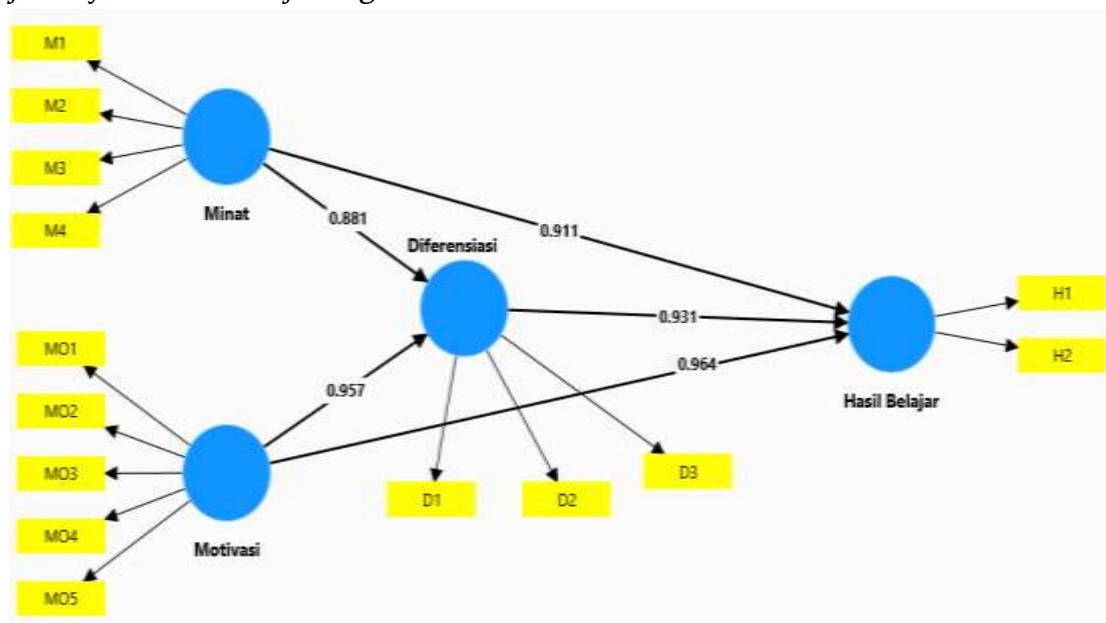 M1
M2
M3
M4
Minat
0.881
0.911
Diferensiasi
0.931
0.964
0.957
H1
H2
Hasil Belajar
MO1
MO2
MO3
MO4
MO5
Motivasi
D1
D2
D3